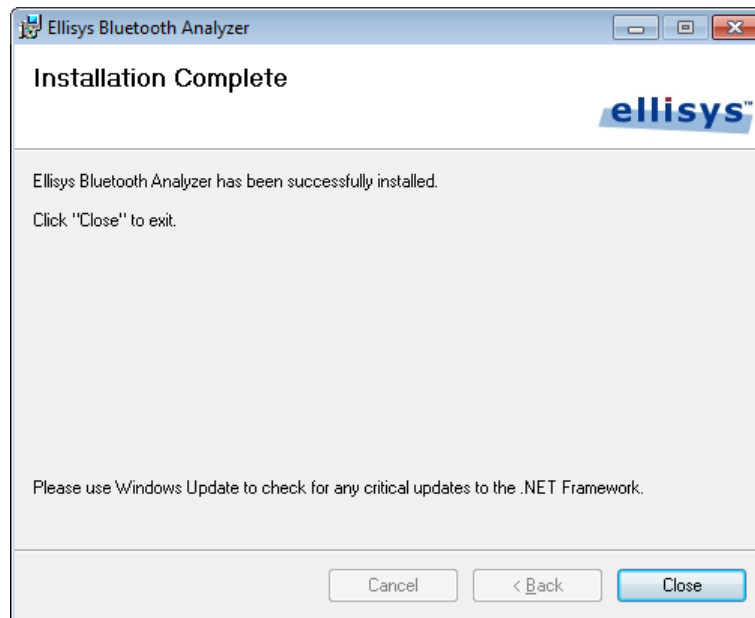 Ellisys Bluetooth Analyzer
Installation Complete
ellisys™
Ellisys Bluetooth Analyzer has been successfully installed.
Click "Close" to exit.
Please use Windows Update to check for any critical updates to the .NET Framework.
Cancel
< Back
Close